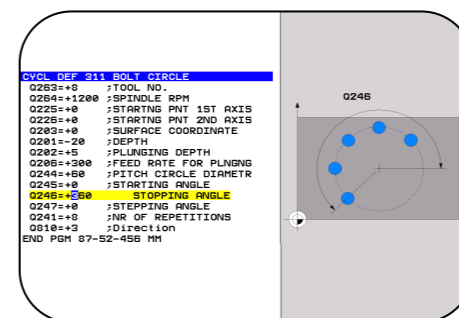 CYCL DEF 311 BOLT CIRCLE
Q263=+8 ;TOOL NO.
Q264=+1200 ;SPINDLE RPM
Q225=+0 ;STARTNG PNT 1ST AXIS
Q226=+0 ;STARTNG PNT 2ND AXIS
Q203=+0 ;SURFACE COORDINATE
Q201=-20 ;DEPTH
Q202=+5 ;PLUNGING DEPTH
Q206=+300 ;FEED RATE FOR PLNGNG
Q244=+60 ;PITCH CIRCLE DIAMETR
Q245=+0 ;STARTING ANGLE
Q246=+360 STOPPING ANGLE
Q247=+0 ;STEPPING ANGLE
Q241=+8 ;NR OF REPETITIONS
Q810=+3 ;Direction
END PGM 87-52-456 MM
Q246